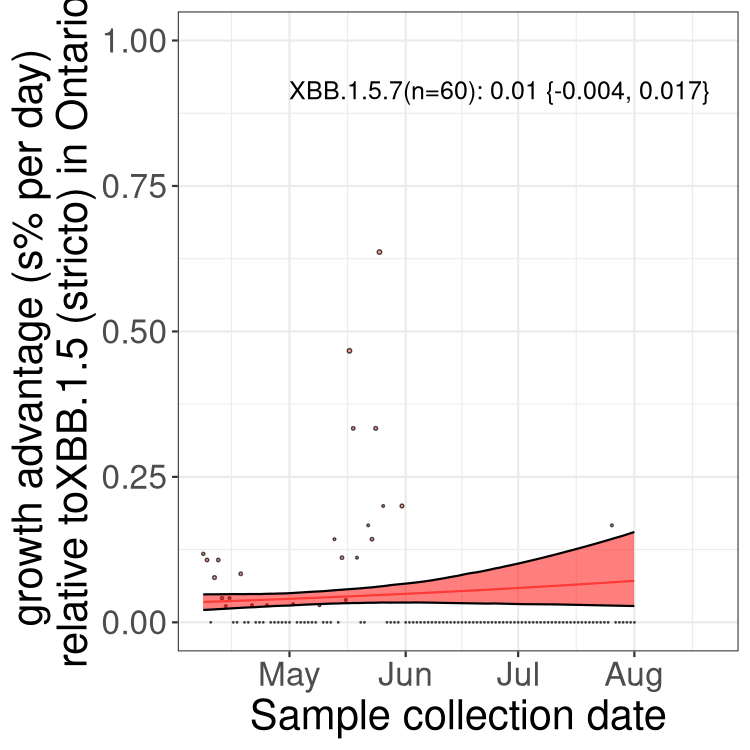 growth advantage (s% per day)
relative toXBB.1.5 (stricto) in Ontario
1.00
0.75
0.50
0.25
0.00
XBB.1.5.7(n=60): 0.01 {-0.004, 0.017}
May Jun Jul Aug
Sample collection date